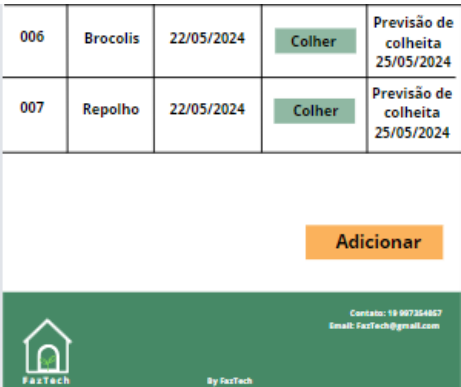 006 Brocolis 22/05/2024 Colher Previsão de
colheita
25/05/2024
007 Repolho 22/05/2024 Colher Previsão de
colheita
25/05/2024
Adicionar
Contato: 19 997354867
Email: FazTech@gmail.com
FazTech
By FazTech